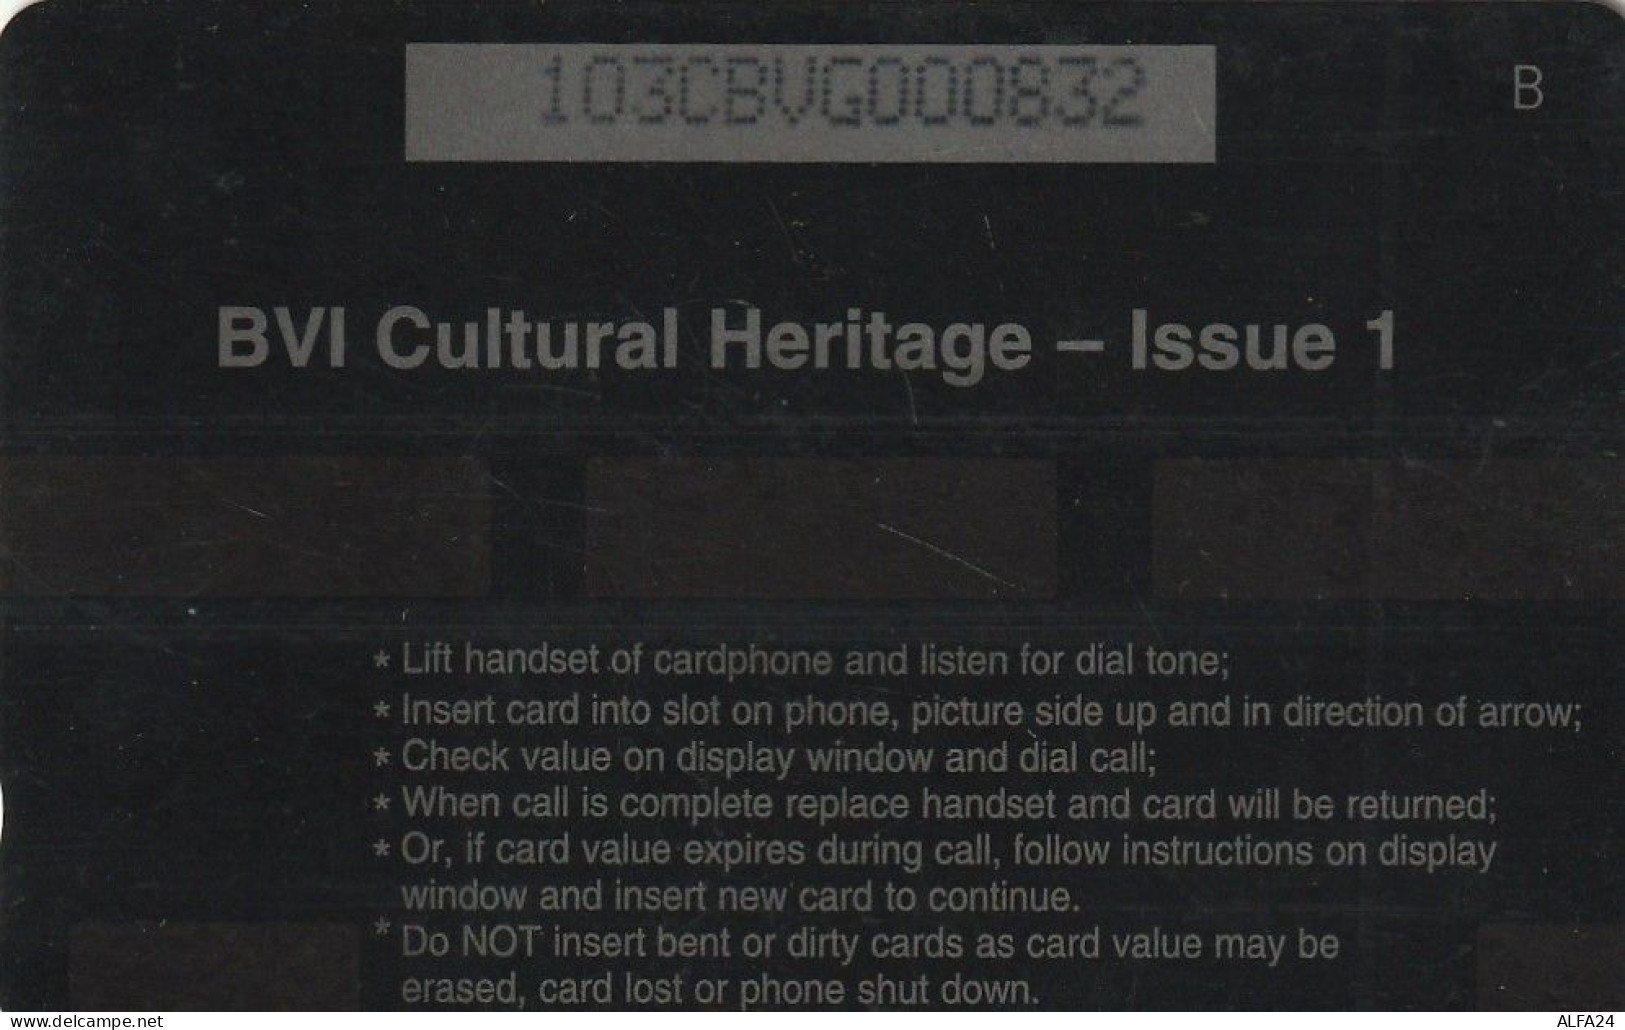 103CBVG000832
B
BVI Cultural Heritage – Issue 1
* Lift handset of cardphone and listen for dial tone;
* Insert card into slot on phone, picture side up and in direction of arrow;
* Check value on display window and dial call;
* When call is complete replace handset and card will be returned;
* Or, if card value expires during call, follow instructions on display
window and insert new card to continue.
* Do NOT insert bent or dirty cards as card value may be
erased, card lost or phone shut down.
www.delcampe.net
ALFA24